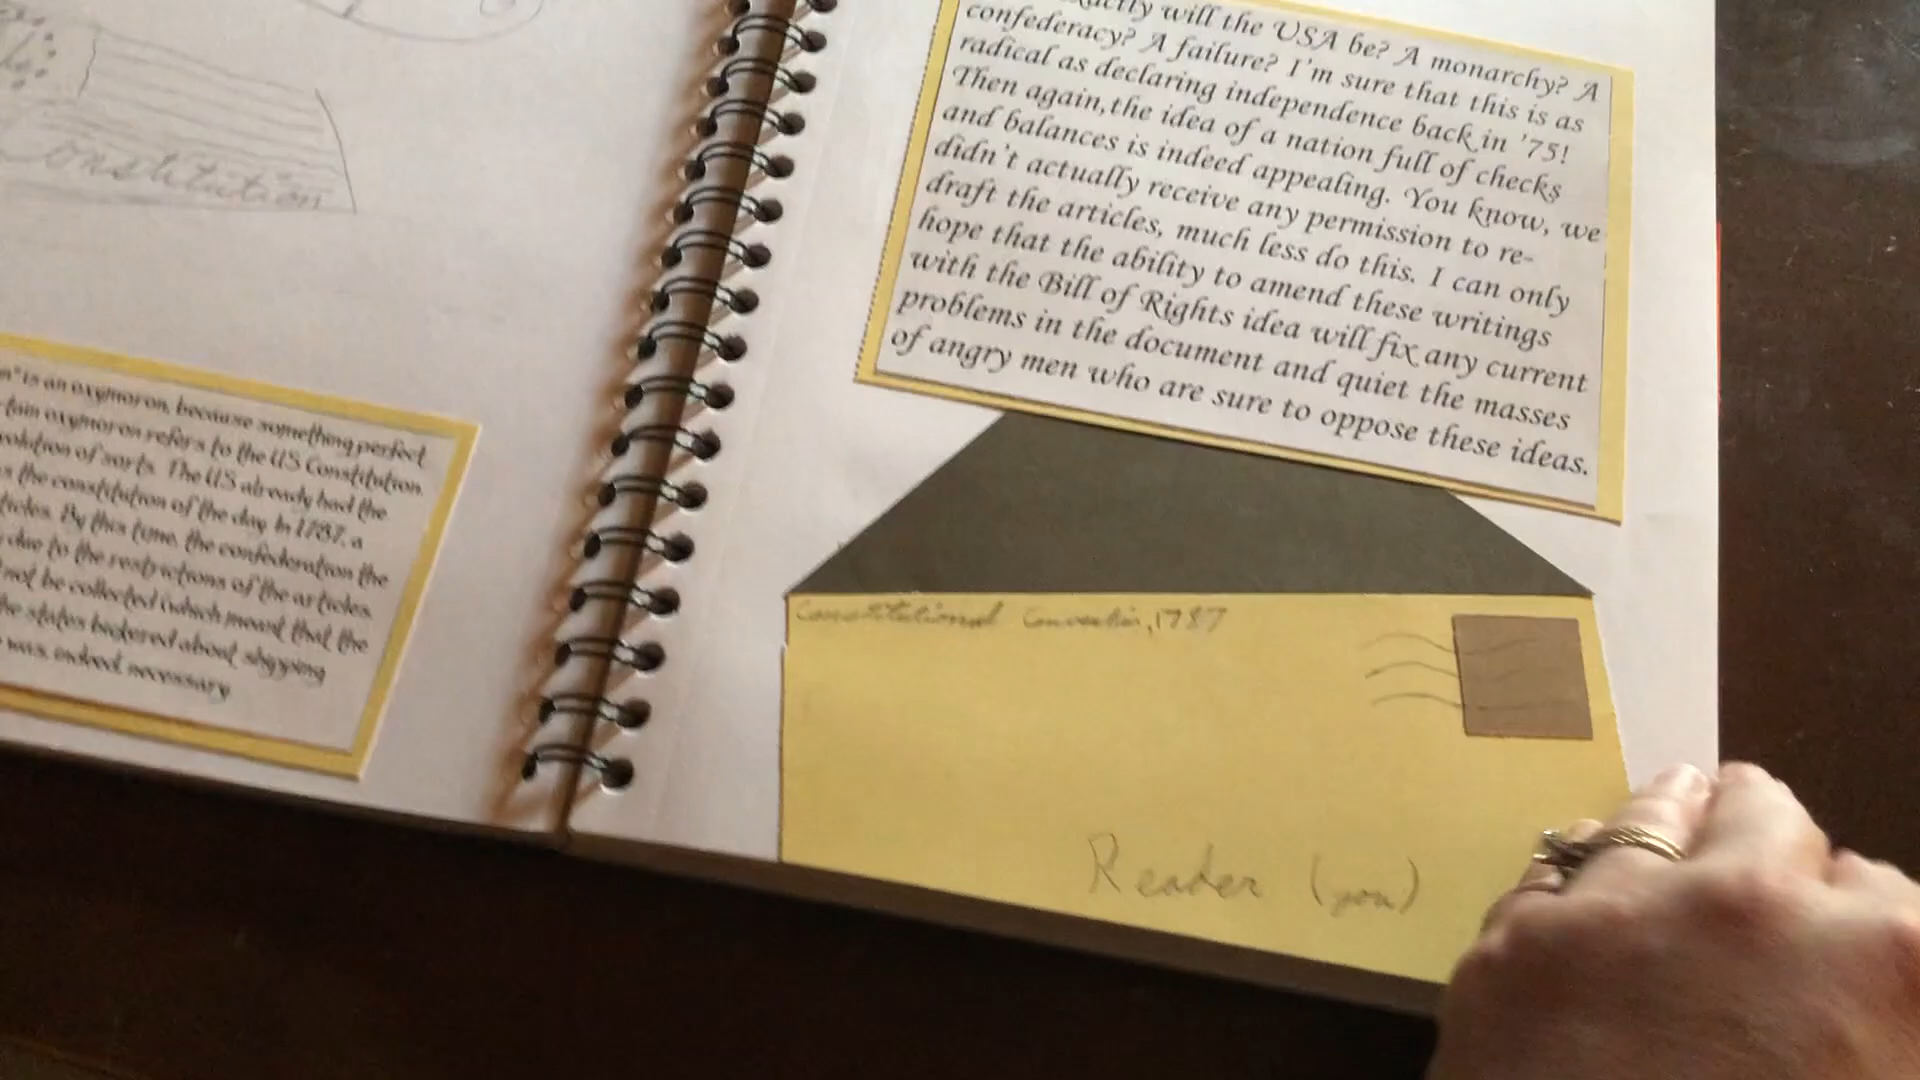 Constitution
is an oxymoron, because something perfect
oxymoron refers to the US Constitution.
of sorts. The US already had the
the constitution of the day. In 1787, a
By this time, the confederation the
due to the restrictions of the articles.
not be collected (which meant that the
the states bickered about shipping
was, indeed, necessary
will the USA be? A monarchy? A
confederacy? A failure? I'm sure that this is as
radical as declaring independence back in '75!
Then again, the idea of a nation full of checks
and balances is indeed appealing. You know, we
didn't actually receive any permission to re-
draft the articles, much less do this. I can only
hope that the ability to amend these writings
with the Bill of Rights idea will fix any current
problems in the document and quiet the masses
of angry men who are sure to oppose these ideas.
Constitutional Convention, 1787
Reader (you)